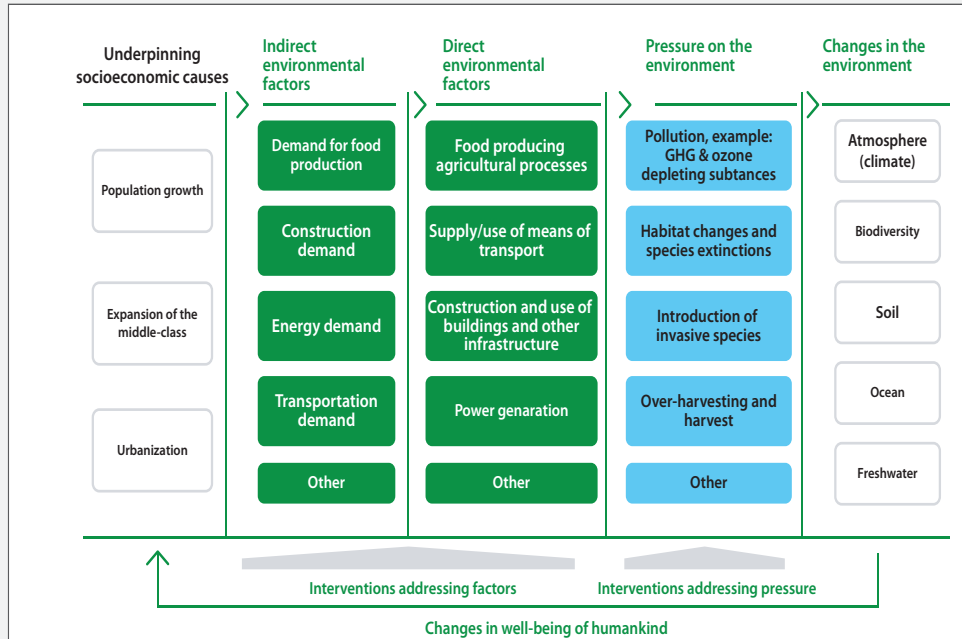 Underpinning
socioeconomic causes
Indirect
environmental
factors
Direct
environmental
factors
Pressure on the
environment
Changes in the
environment
Population growth
Expansion of the
middle-class
Urbanization
Demand for food
production
Construction
demand
Energy demand
Transportation
demand
Other
Food producing
agricultural processes
Supply/use of means of
transport
Construction and use of
buildings and other
infrastructure
Power genaration
Other
Pollution, example:
GHG & ozone
depleting subtances
Habitat changes and
species extinctions
Introduction of
invasive species
Over-harvesting and
harvest
Other
Atmosphere
(climate)
Biodiversity
Soil
Ocean
Freshwater
Interventions addressing factors
Interventions addressing pressure
Changes in well-being of humankind